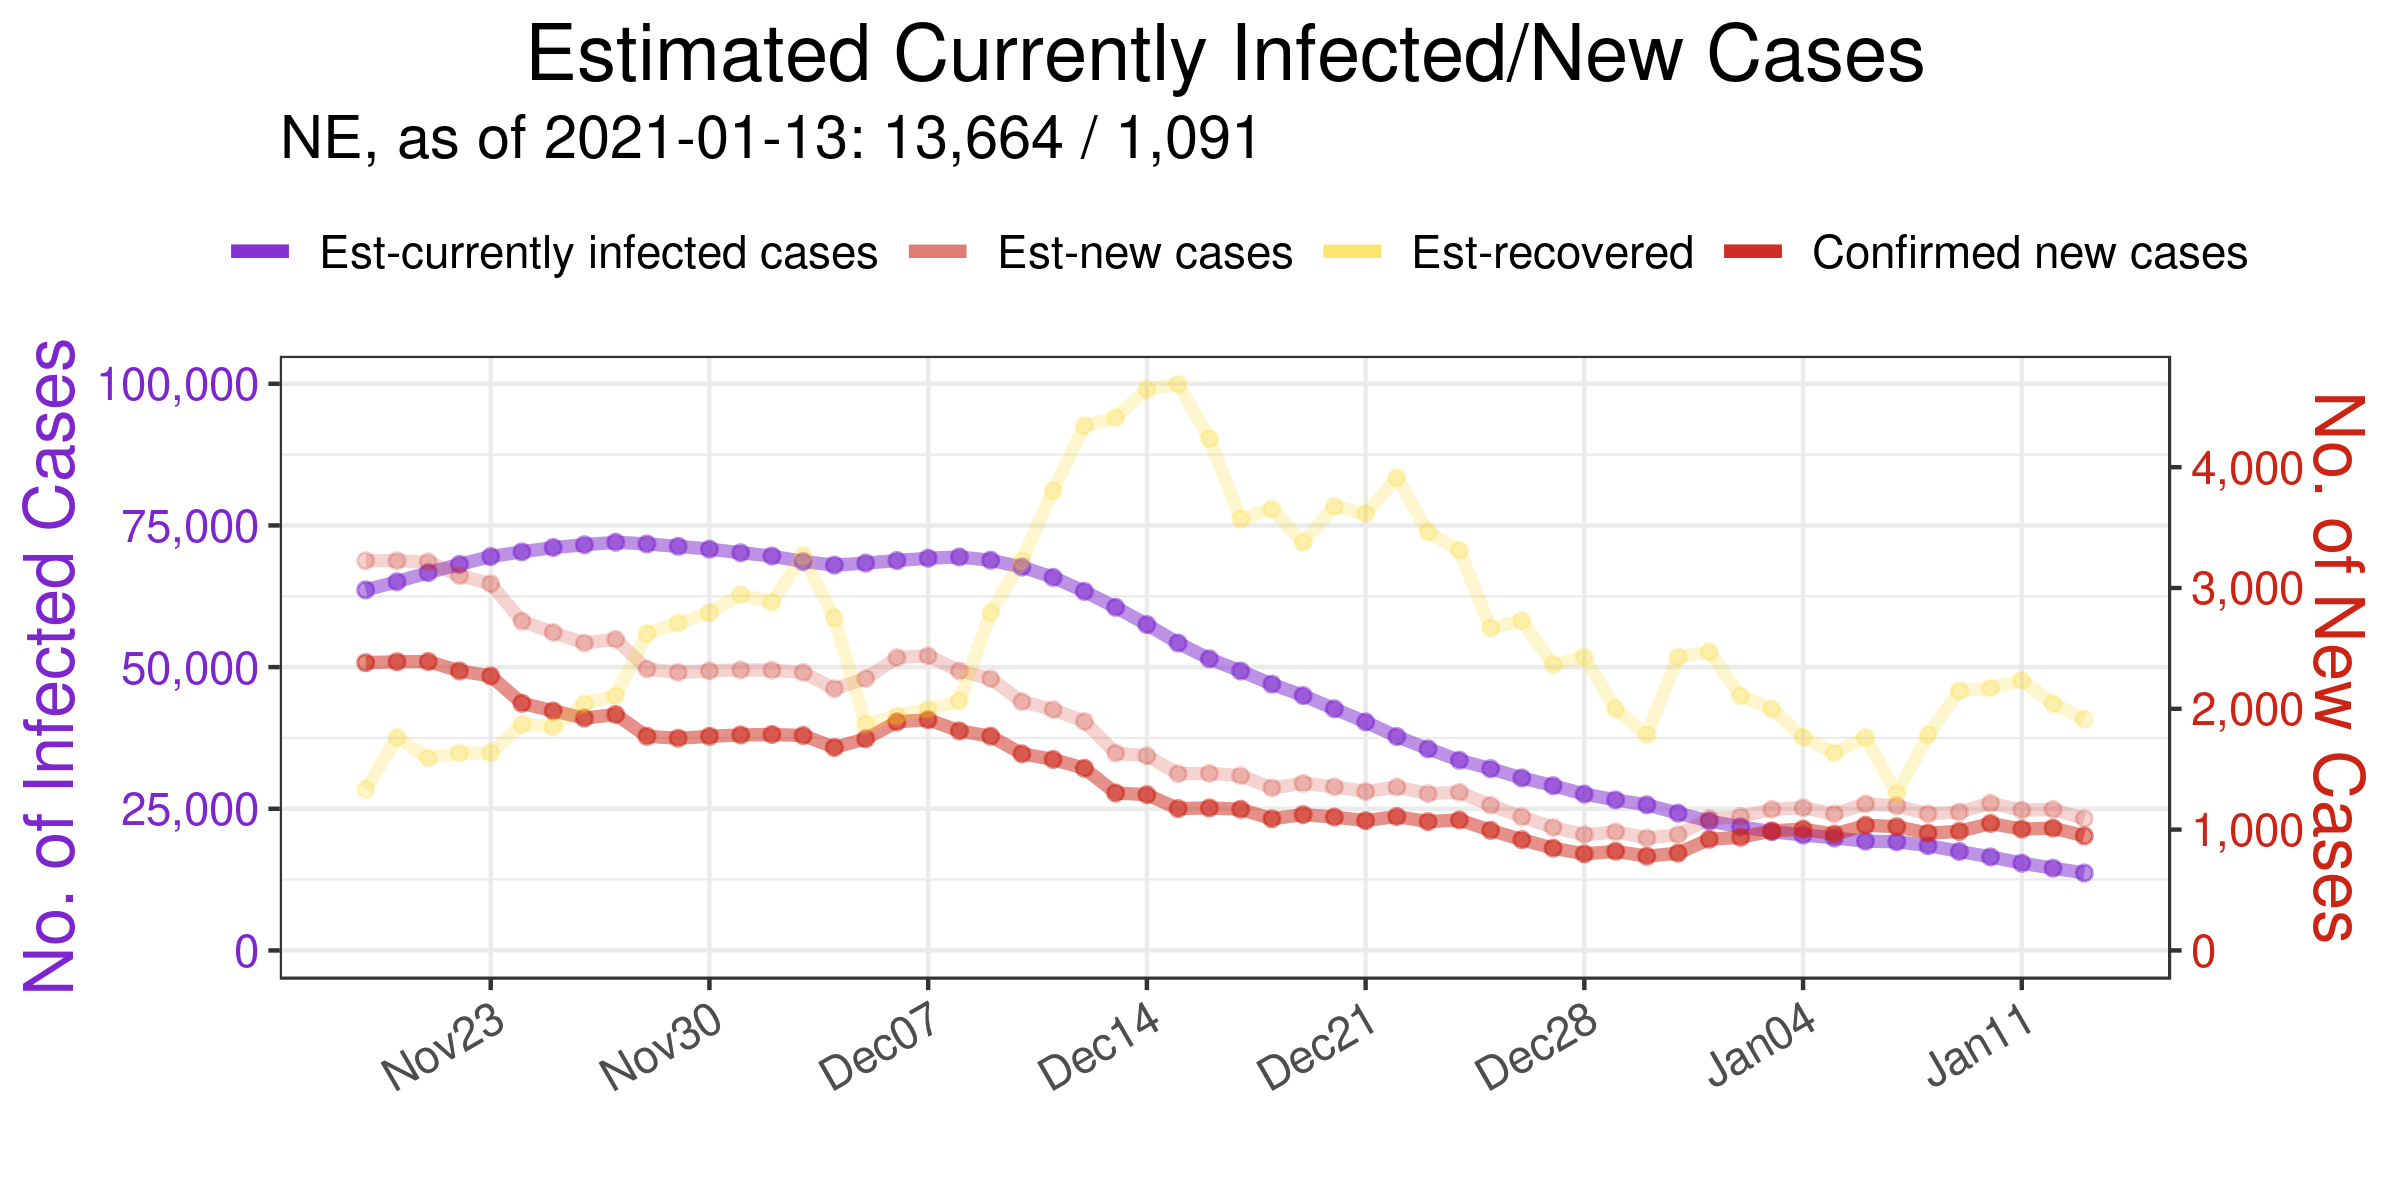 Estimated Currently Infected/New Cases
NE, as of 2021-01-13: 13,664 / 1,091
Est-currently infected cases Est-new cases Est-recovered Confirmed new cases
No. of Infected Cases
100,000
75,000
50,000
25,000
0
4,000
3,000
2,000
1,000
0
No. of New Cases
Nov23 Nov30 Dec07 Dec14 Dec21 Dec28 Jan04 Jan11